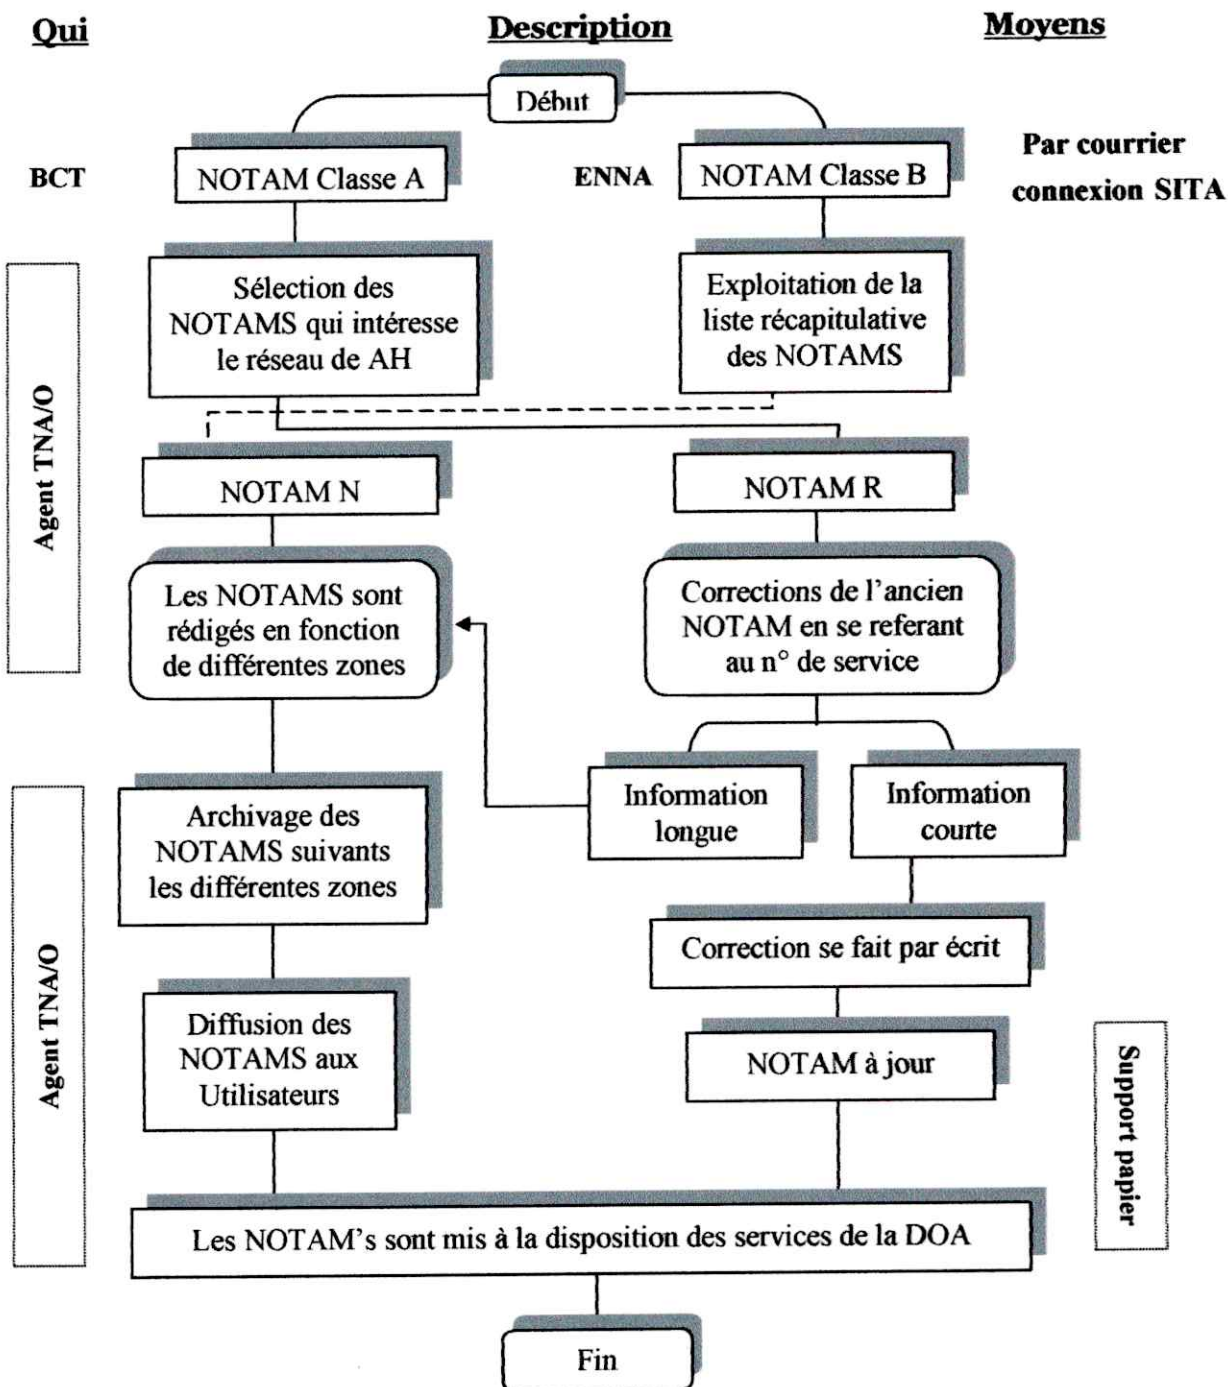 Qui
Description
Moyens
Début
BCT
NOTAM Classe A
ENNA
NOTAM Classe B
Par courrier
connexion SITA
Agent TNA/O
Sélection des
NOTAMS qui intéresse
le réseau de AH
Exploitation de la
liste récapitulative
des NOTAMS
NOTAM N
NOTAM R
Les NOTAMS sont
rédigés en fonction
de différentes zones
Corrections de l'ancien
NOTAM en se referant
au n° de service
Information
longue
Information
courte
Agent TNA/O
Archivage des
NOTAMS suivants
les différentes zones
Correction se fait par écrit
Diffusion des
NOTAMS aux
Utilisateurs
NOTAM à jour
Support papier
Les NOTAM's sont mis à la disposition des services de la DOA
Fin